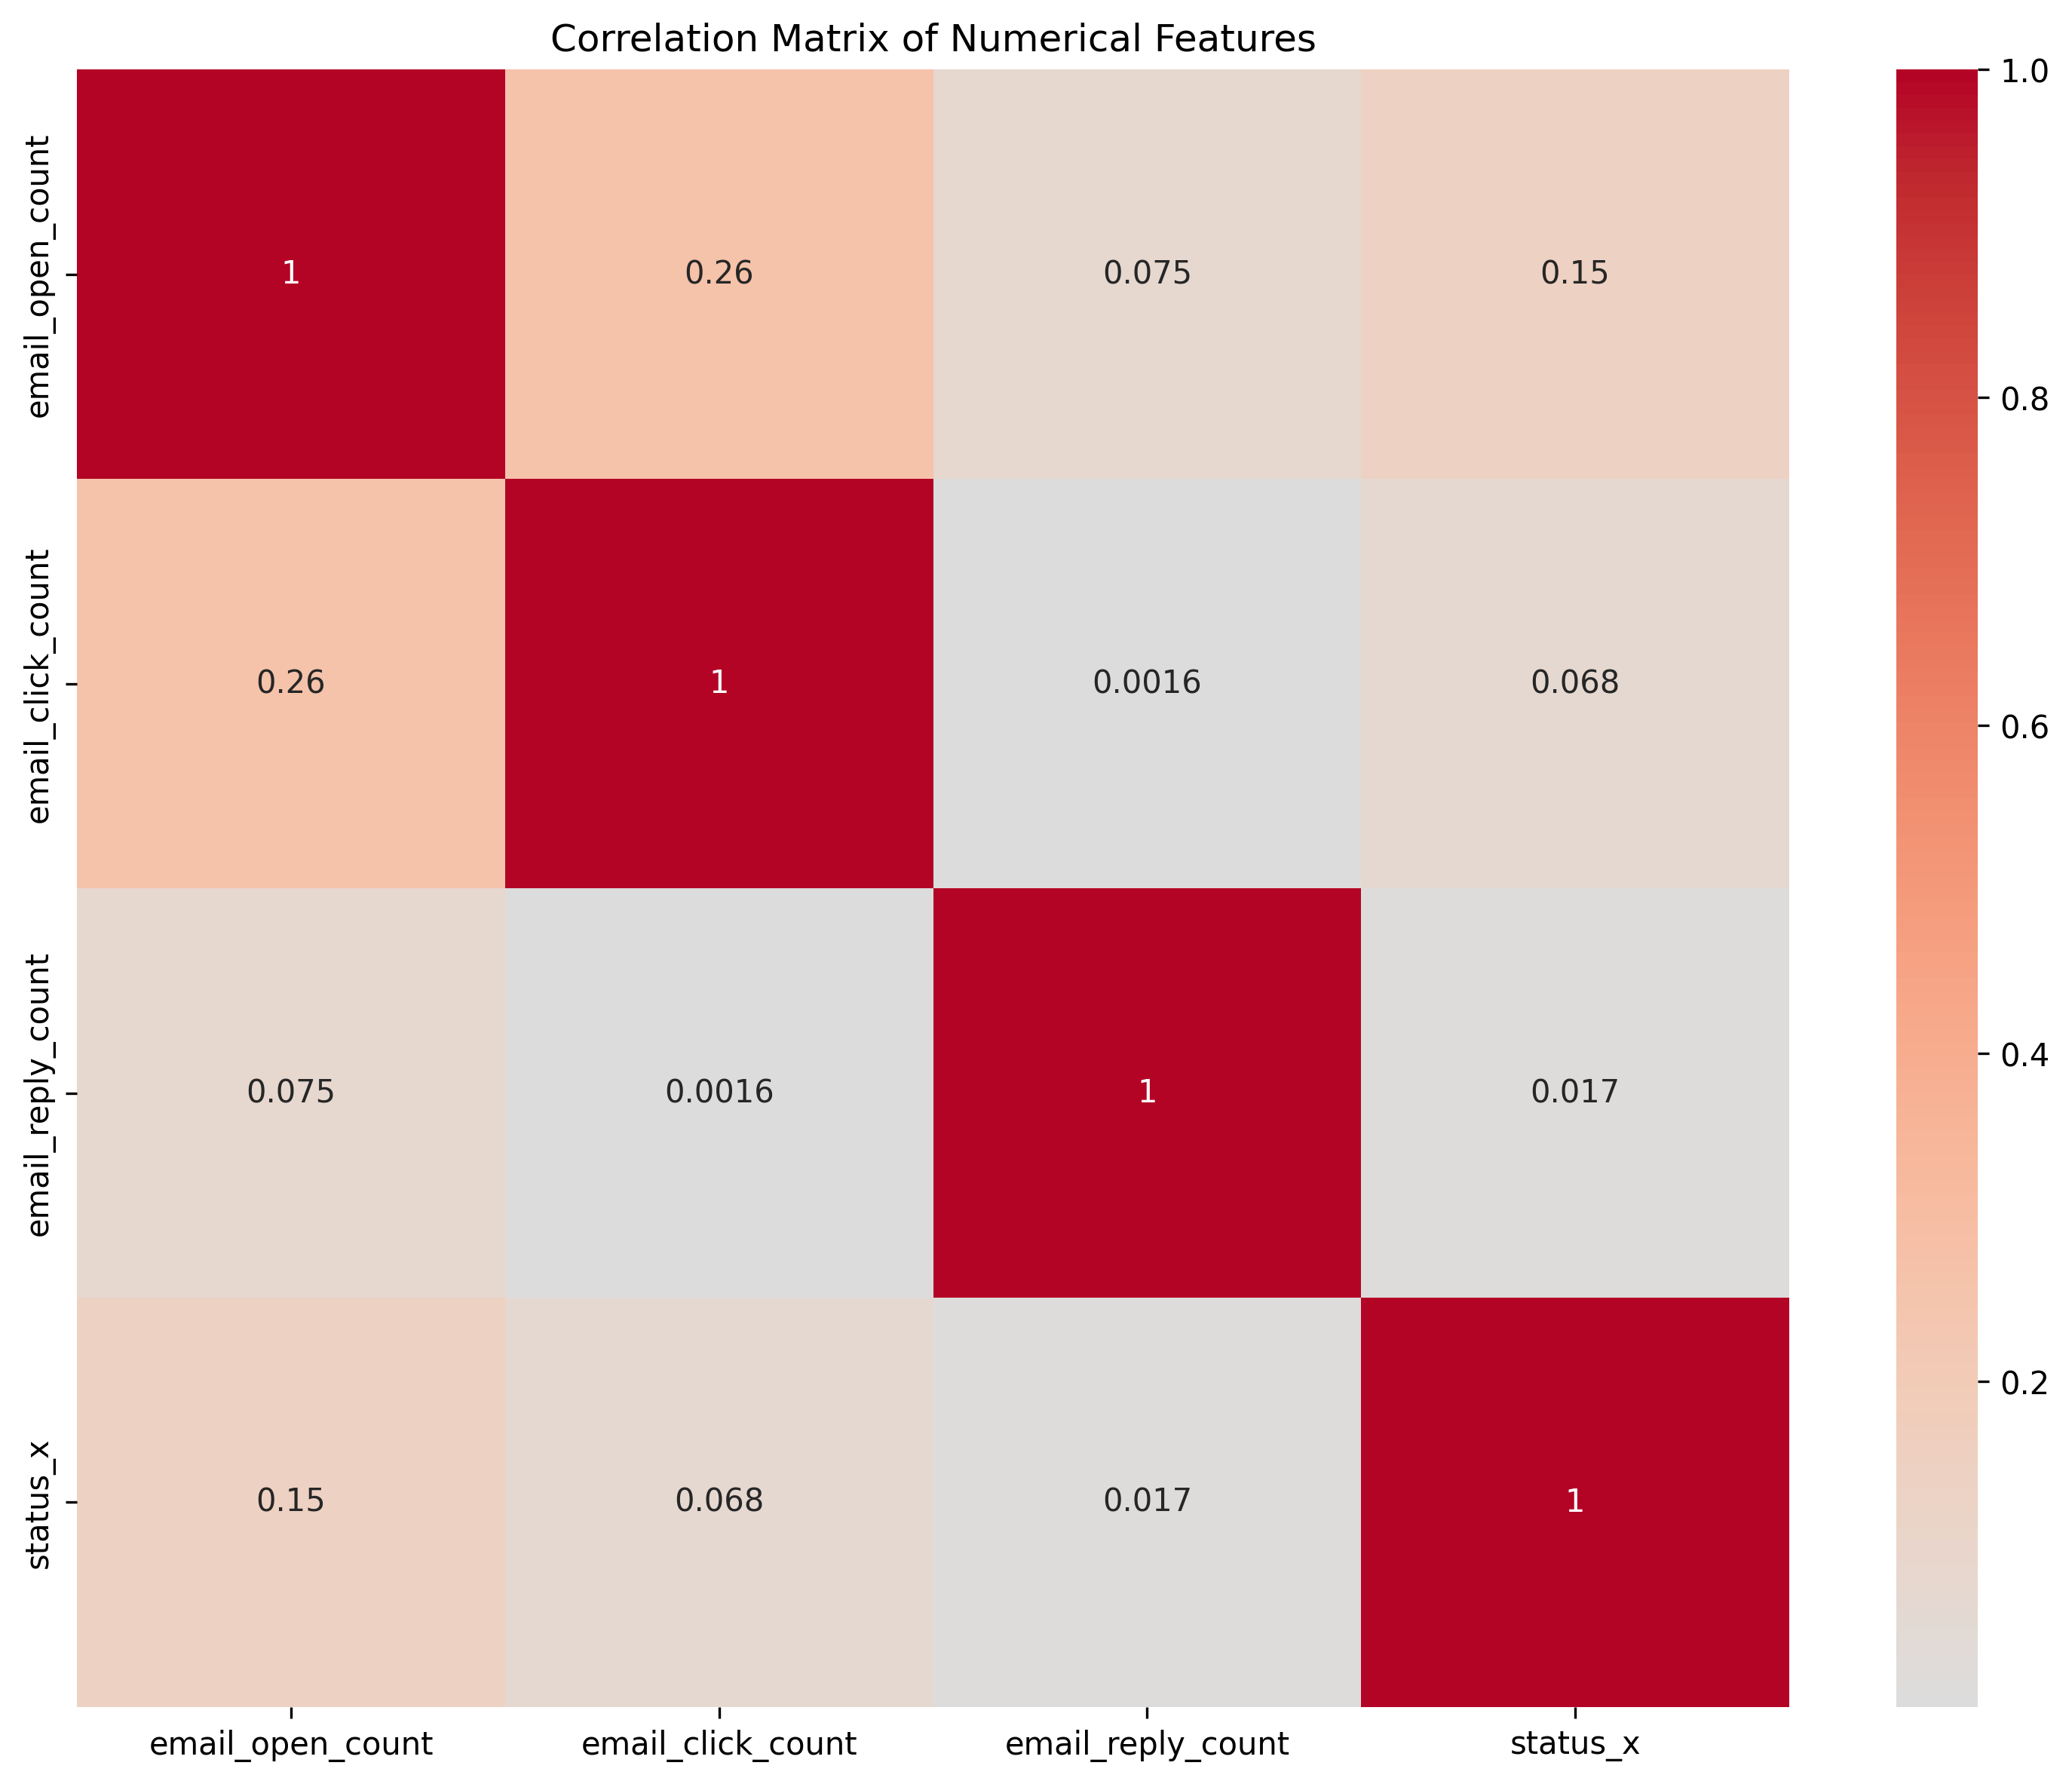 Correlation Matrix of Numerical Features
email_open_count
1
0.26
0.075
0.15
email_click_count
0.26
1
0.0016
0.068
email_reply_count
0.075
0.0016
1
0.017
status_x
0.15
0.068
0.017
1
email_open_count
email_click_count
email_reply_count
status_x
1.0
0.8
0.6
0.4
0.2